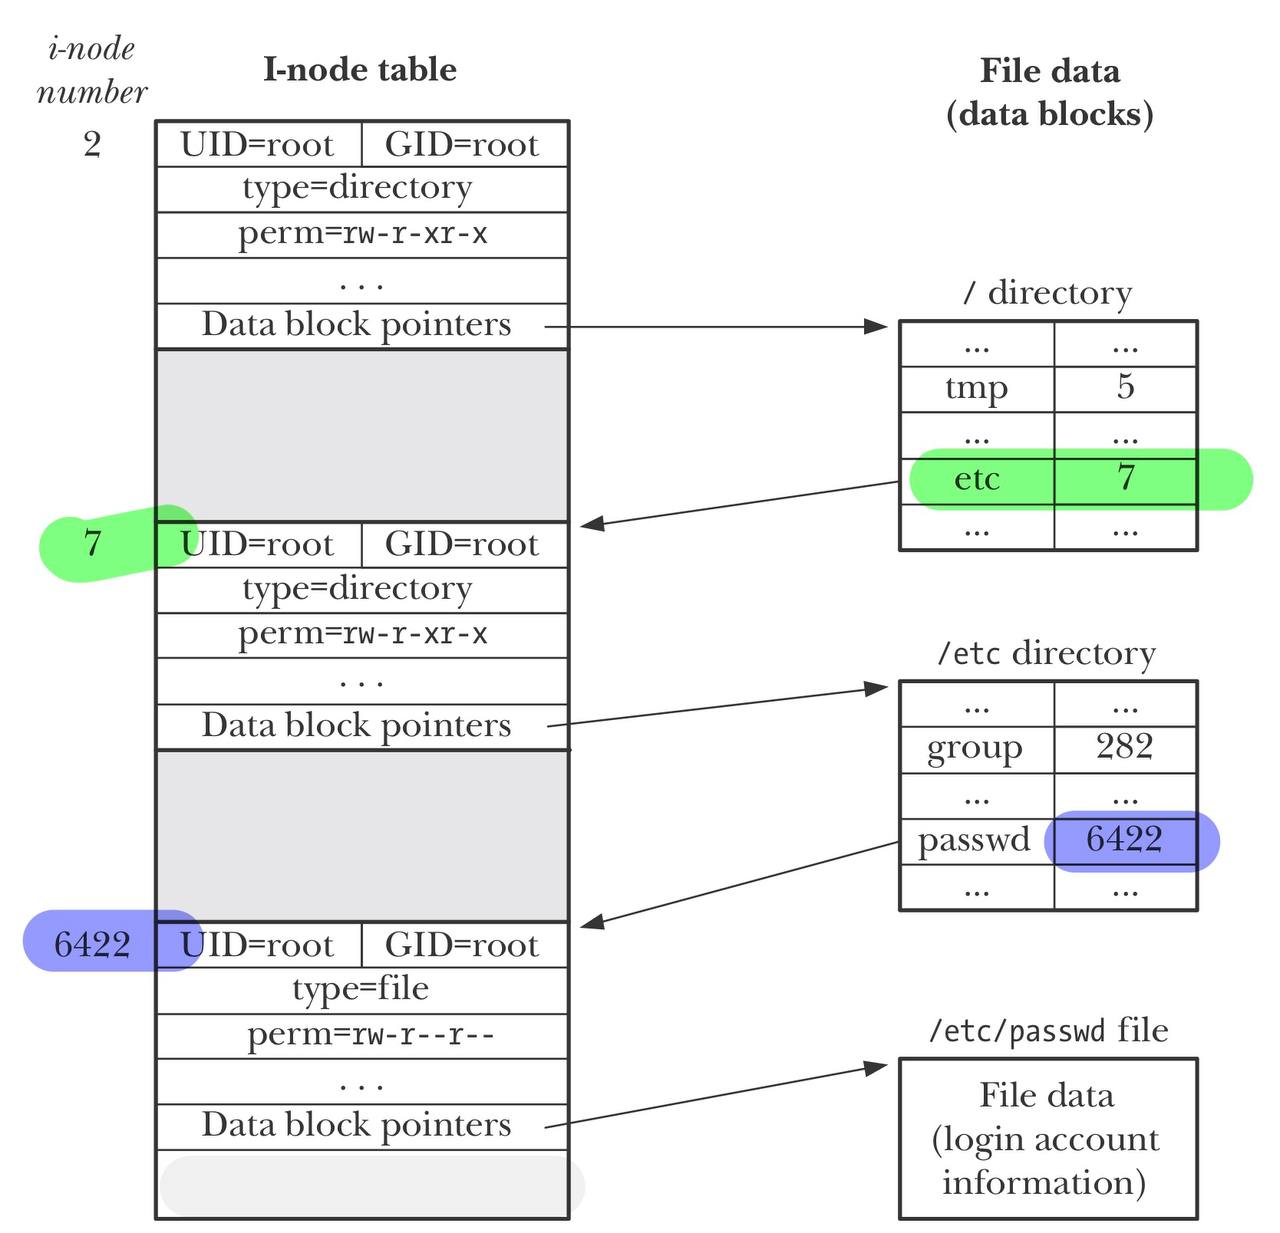 i-node
number
I-node table
2
UID=root GID=root
type=directory
perm=rw-r-xr-x
...
Data block pointers
7
UID=root GID=root
type=directory
perm=rw-r-xr-x
...
Data block pointers
6422
UID=root GID=root
type=file
perm=rw-r--r--
...
Data block pointers
File data
(data blocks)
/ directory
... ...
tmp 5
... ...
etc 7
... ...
/etc directory
... ...
group 282
... ...
passwd 6422
... ...
/etc/passwd file
File data
(login account
information)